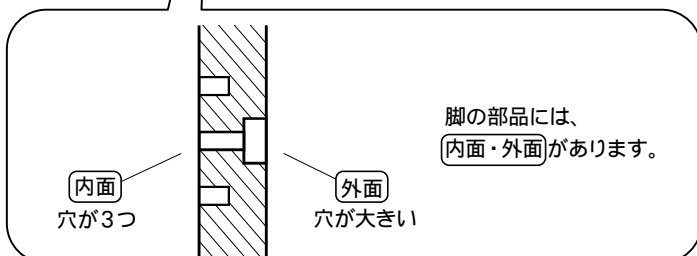 脚の部品には、
内面・外面があります。
内面
穴が3つ
外面
穴が大きい